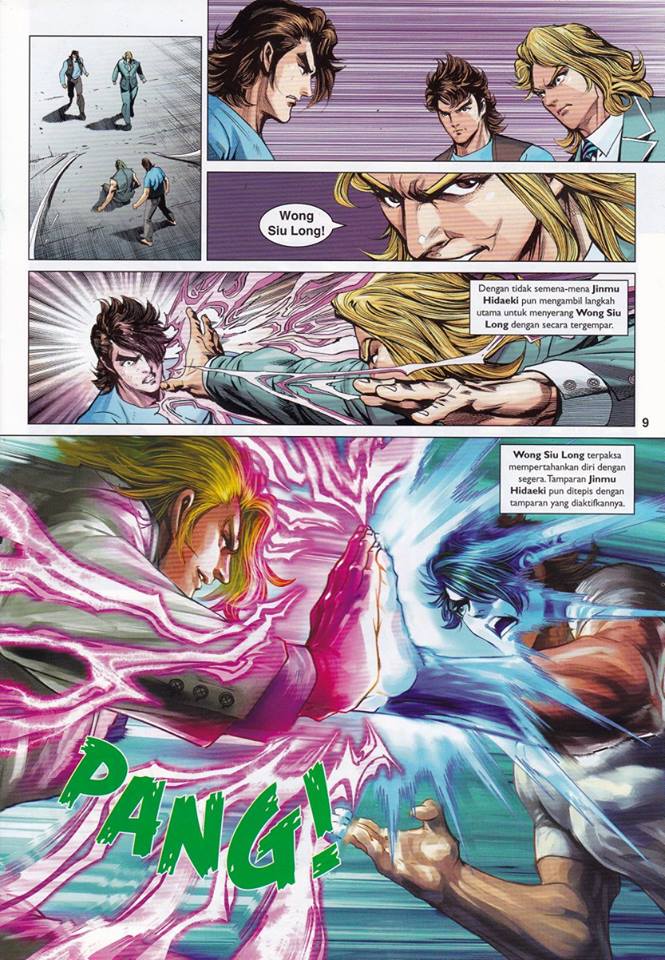 Wong
Siu Long!
Dengan tidak semena-mena Jinmu
Hidaeki pun mengambil langkah
utama untuk menyerang Wong Siu
Long dengan secara tergempar.
9
Wong Siu Long terpaksa
mempertahankan diri dengan
segera. Tamparan Jinmu
Hidaeki pun ditepis dengan
tamparan yang diaktifkannya.
PANG!